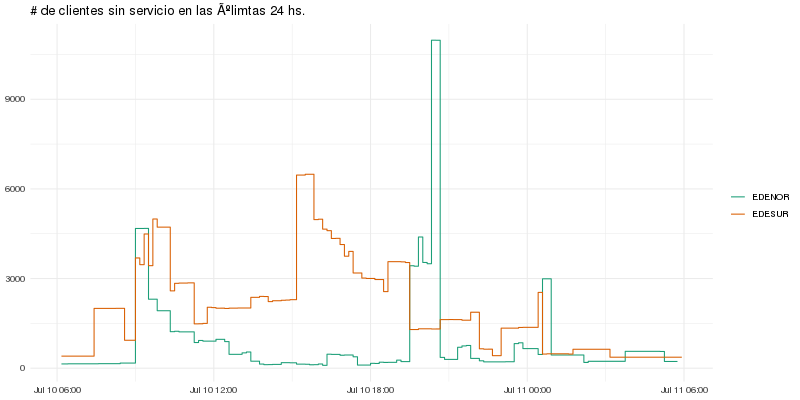 # de clientes sin servicio en las Ãºlimtas 24 hs.
9000
6000
3000
0
Jul 10 06:00 Jul 10 12:00 Jul 10 18:00 Jul 11 00:00 Jul 11 06:00
EDENOR
EDESUR